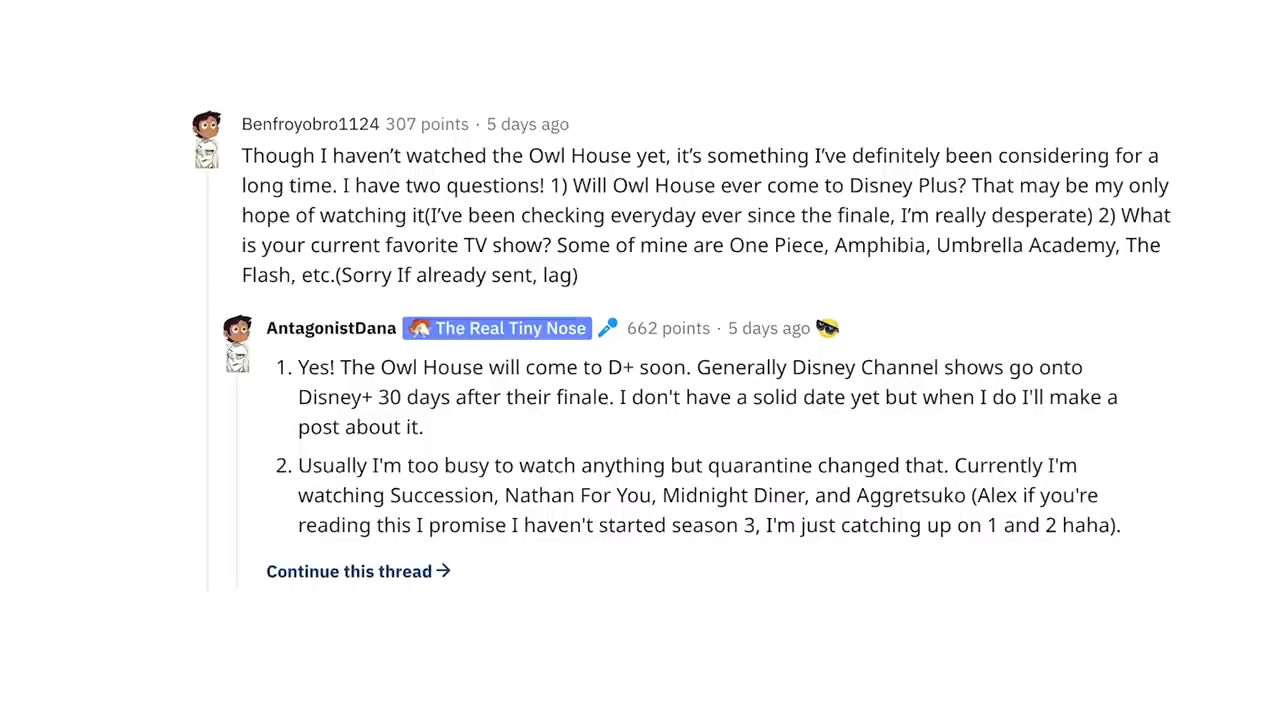 Benfroyobro1124 307 points · 5 days ago
Though I haven’t watched the Owl House yet, it’s something I’ve definitely been considering for a
long time. I have two questions! 1) Will Owl House ever come to Disney Plus? That may be my only
hope of watching it(I’ve been checking everyday ever since the finale, I’m really desperate) 2) What
is your current favorite TV show? Some of mine are One Piece, Amphibia, Umbrella Academy, The
Flash, etc.(Sorry If already sent, lag)
AntagonistDana The Real Tiny Nose 662 points · 5 days ago
1. Yes! The Owl House will come to D+ soon. Generally Disney Channel shows go onto
Disney+ 30 days after their finale. I don't have a solid date yet but when I do I'll make a
post about it.
2. Usually I'm too busy to watch anything but quarantine changed that. Currently I'm
watching Succession, Nathan For You, Midnight Diner, and Aggretsuko (Alex if you're
reading this I promise I haven't started season 3, I'm just catching up on 1 and 2 haha).
Continue this thread →